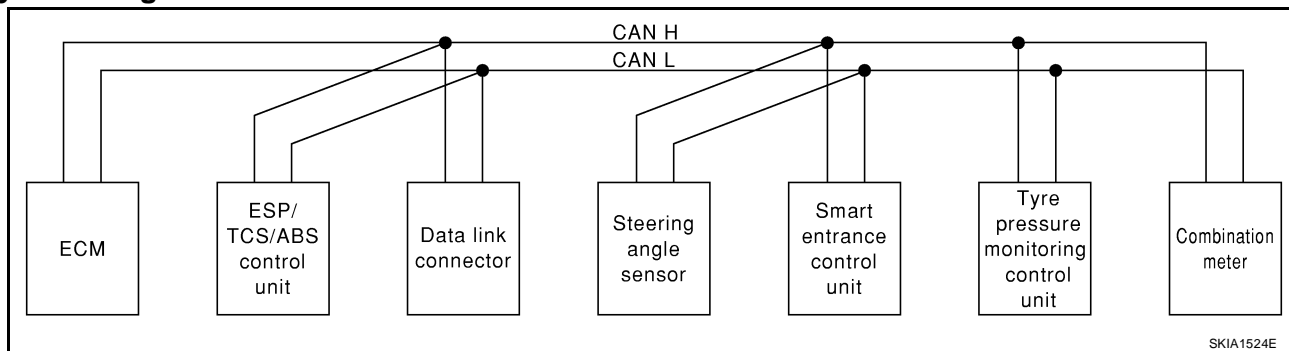 CAN H
CAN L
ECM
ESP/
TCS/ABS
control
unit
Data link
connector
Steering
angle
sensor
Smart
entrance
control
unit
Tyre
pressure
monitoring
control
unit
Combination
meter
SKIA1524E